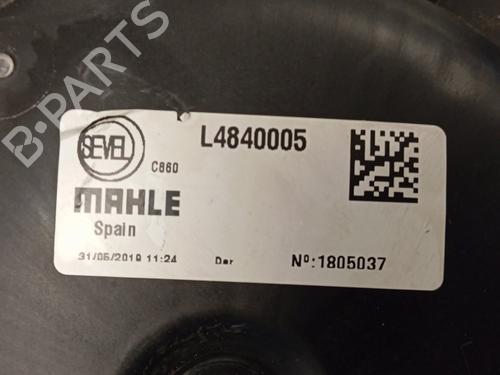 B-PARTS
SEVEL
C860
L4840005
MAHLE
Spain
31/05/2019 11:24
Der
Nº:1805037